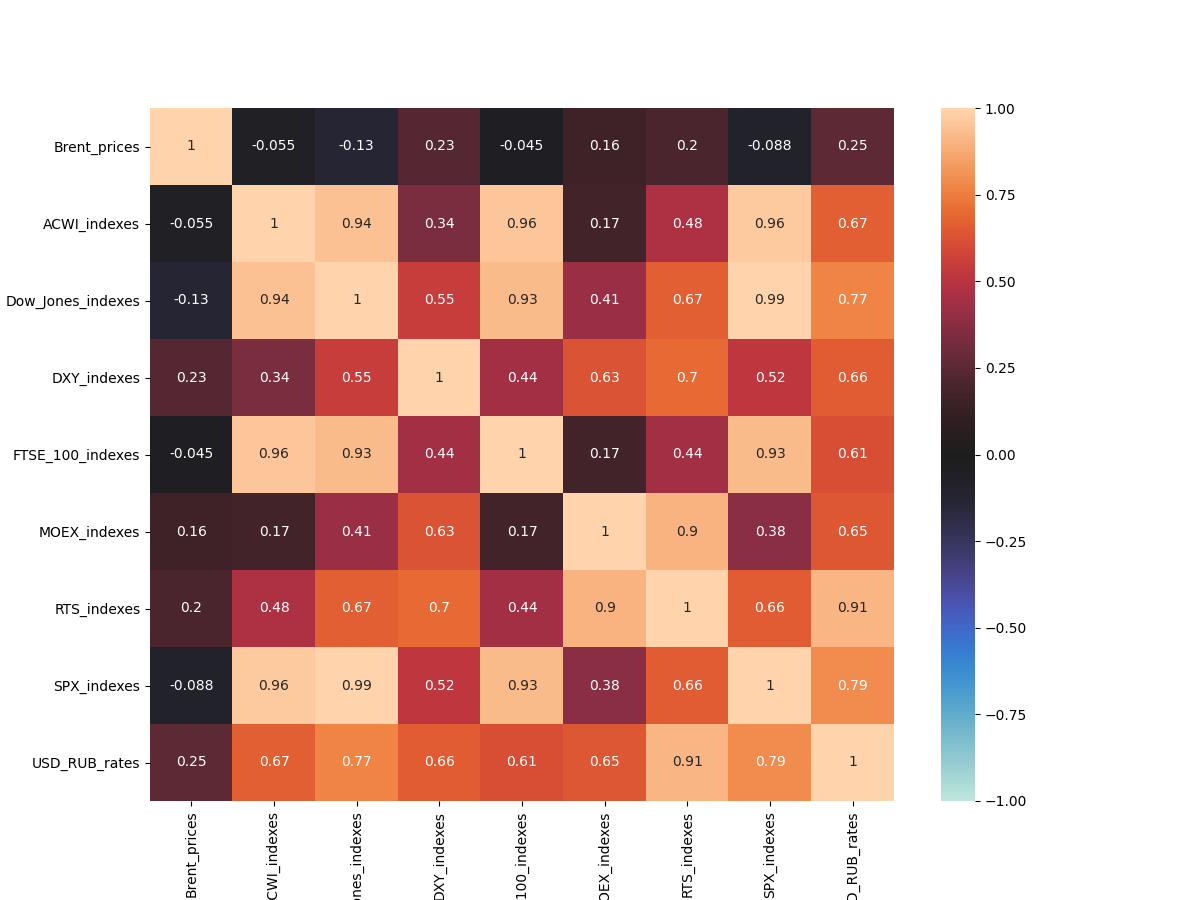 Brent_prices 1 -0.055 -0.13 0.23 -0.045 0.16 0.2 -0.088 0.25
ACWI_indexes -0.055 1 0.94 0.34 0.96 0.17 0.48 0.96 0.67
Dow_Jones_indexes -0.13 0.94 1 0.55 0.93 0.41 0.67 0.99 0.77
DXY_indexes 0.23 0.34 0.55 1 0.44 0.63 0.7 0.52 0.66
FTSE_100_indexes -0.045 0.96 0.93 0.44 1 0.17 0.44 0.93 0.61
MOEX_indexes 0.16 0.17 0.41 0.63 0.17 1 0.9 0.38 0.65
RTS_indexes 0.2 0.48 0.67 0.7 0.44 0.9 1 0.66 0.91
SPX_indexes -0.088 0.96 0.99 0.52 0.93 0.38 0.66 1 0.79
USD_RUB_rates 0.25 0.67 0.77 0.66 0.61 0.65 0.91 0.79 1
Brent_prices
CWI_indexes
ones_indexes
DXY_indexes
100_indexes
OEX_indexes
RTS_indexes
SPX_indexes
D_RUB_rates
1.00
0.75
0.50
0.25
0.00
−0.25
−0.50
−0.75
−1.00